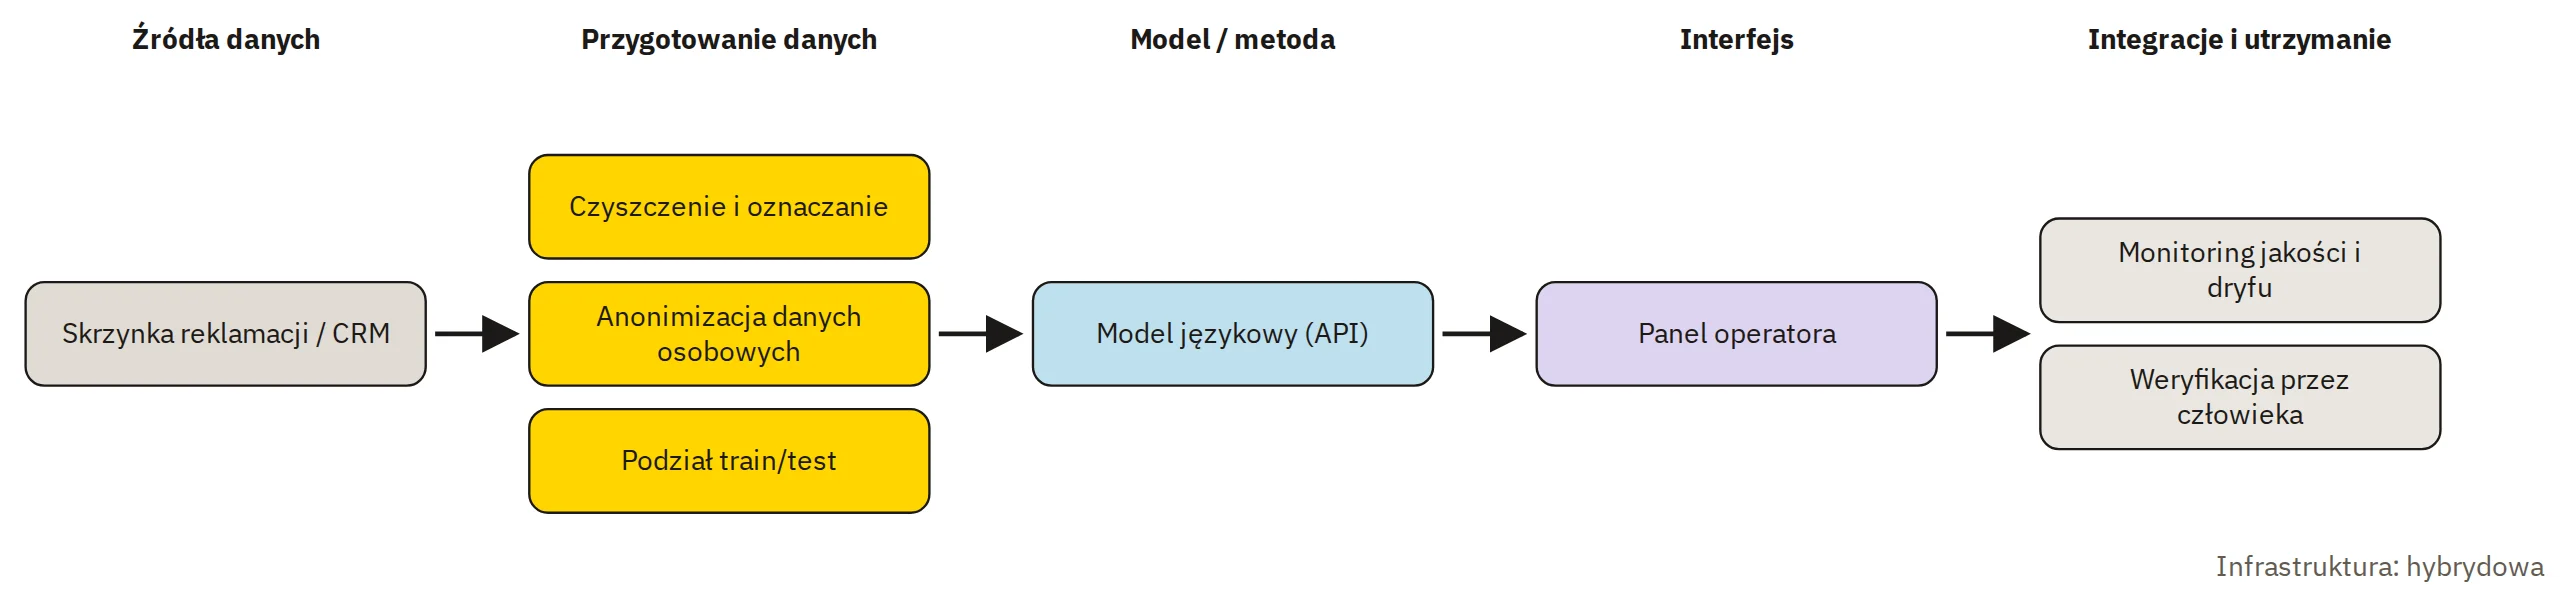 Źródła danych
Przygotowanie danych
Model / metoda
Interfejs
Integracje i utrzymanie
Skrzynka reklamacji / CRM
Czyszczenie i oznaczanie
Anonimizacja danych
osobowych
Podział train/test
Model językowy (API)
Panel operatora
Monitoring jakości i
dryfu
Weryfikacja przez
człowieka
Infrastruktura: hybrydowa